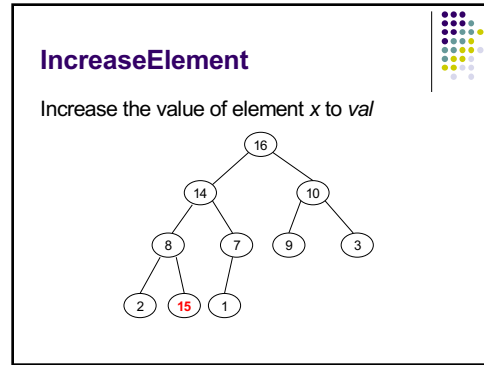 IncreaseElement
Increase the value of element x to val
16
14 10
8 7 9 3
2 15 1